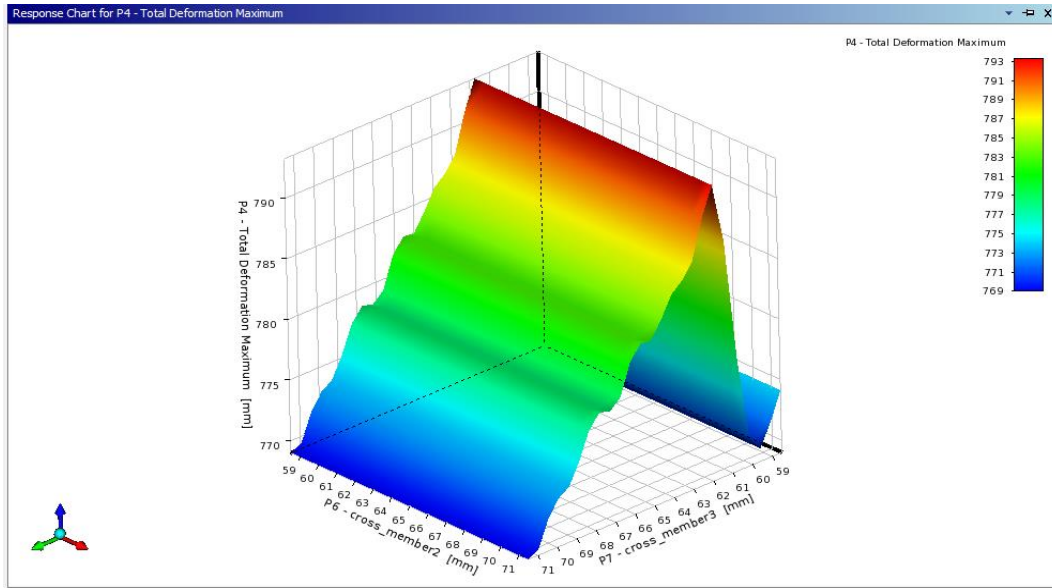 Response Chart for P4 - Total Deformation Maximum
P4 - Total Deformation Maximum
793
791
789
787
785
783
781
779
777
775
773
771
769
P4 - Total Deformation Maximum [mm]
790
785
780
775
770
59 60 61 62 63 64 65 66 67 68 69 70 71
P6 - cross_member2 [mm]
71 70 69 68 67 66 65 64 63 62 61 60 59
P7 - cross_member3 [mm]